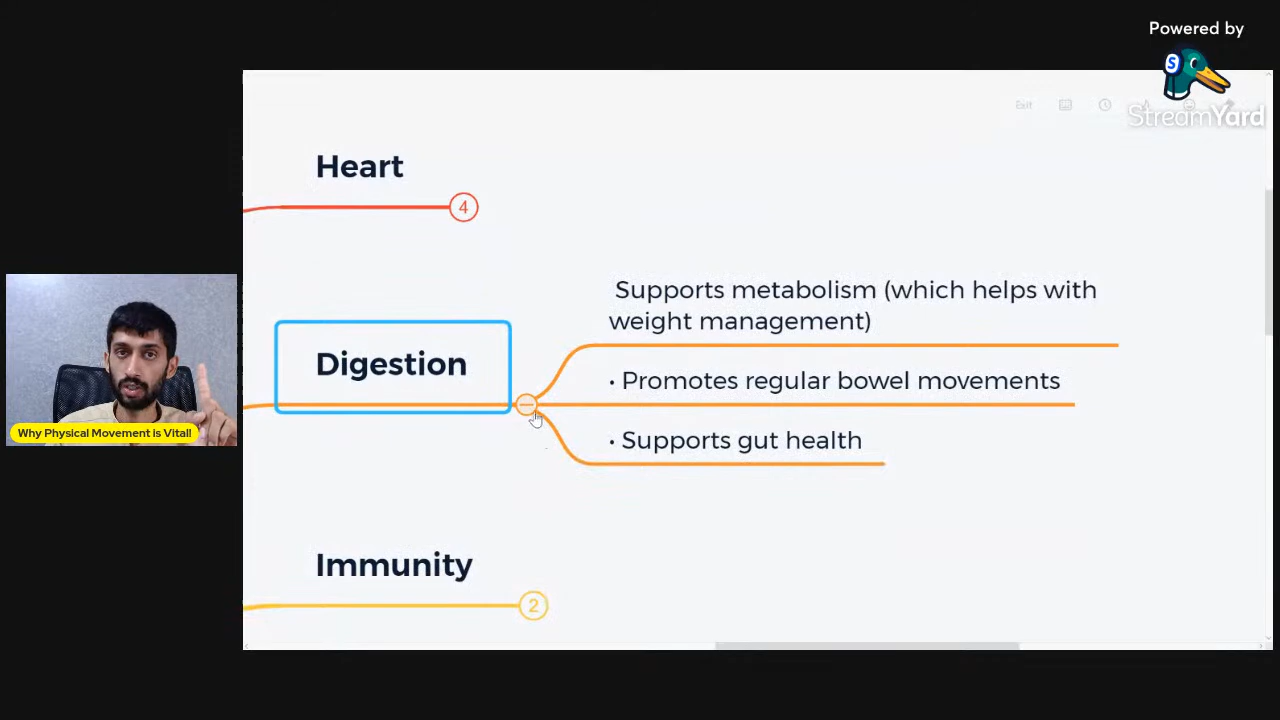 Powered by
S
StreamYard
Exit
Heart
4
Supports metabolism (which helps with
weight management)
Digestion
• Promotes regular bowel movements
• Supports gut health
Why Physical Movement Is Vital!
Immunity
2